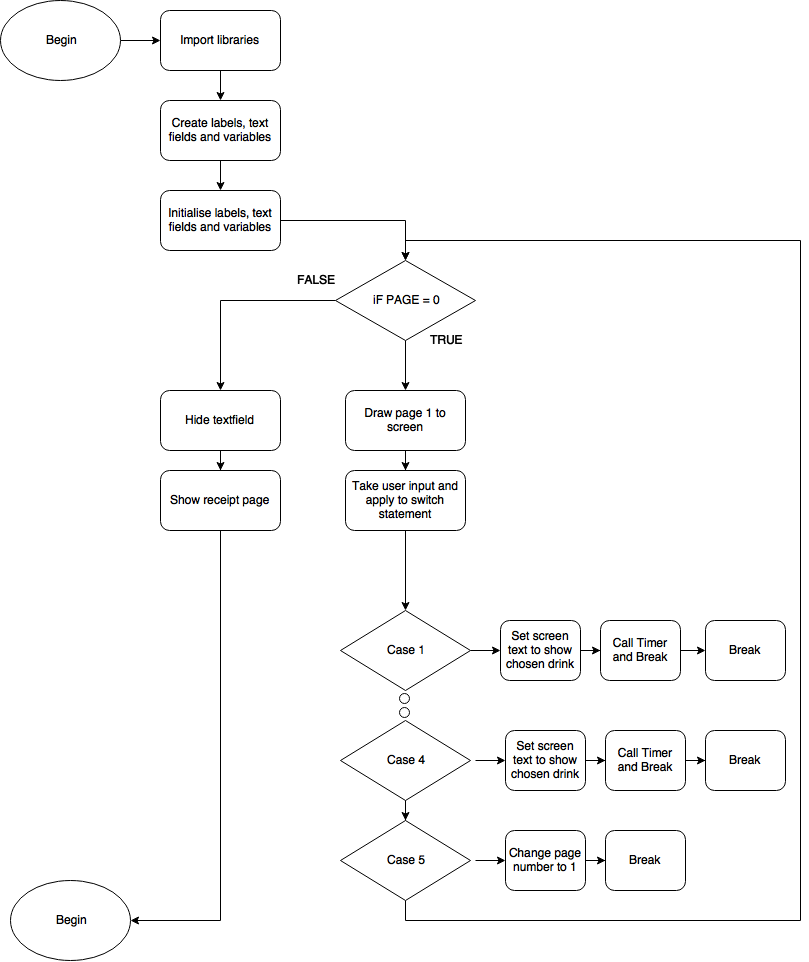 Begin
Import libraries
Create labels, text
fields and variables
Initialise labels, text
fields and variables
FALSE
iF PAGE = 0
TRUE
Hide textfield
Draw page 1 to
screen
Show receipt page
Take user input and
apply to switch
statement
Case 1
Set screen
text to show
chosen drink
Call Timer
and Break
Break
Case 4
Set screen
text to show
chosen drink
Call Timer
and Break
Break
Case 5
Change page
number to 1
Break
Begin